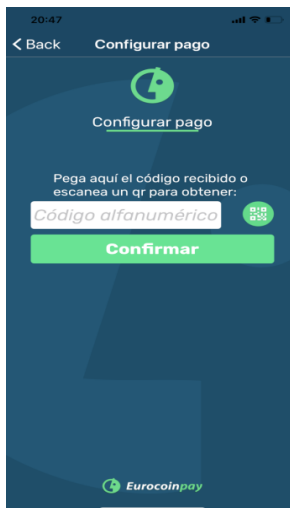 20:47
Back
Configurar pago
Configurar pago
Pega aquí el código recibido o
escanea un qr para obtener:
Código alfanumérico
Confirmar
Eurocoinpay